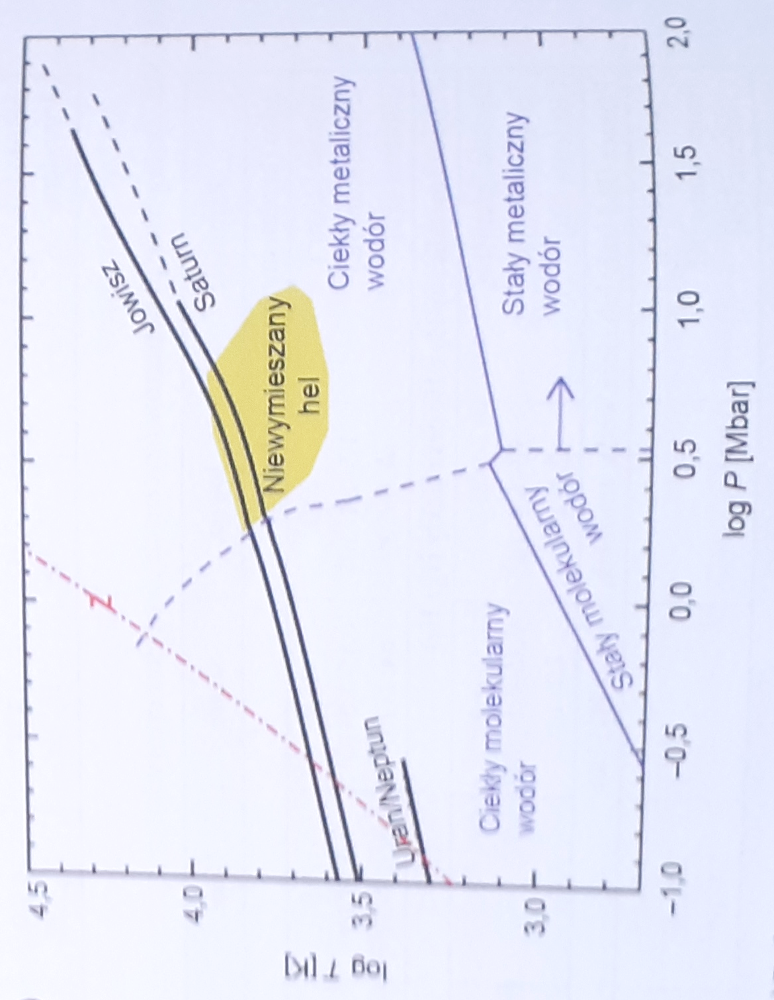 4,5
4,0
3,5
3,0
log T [K]
Jowisz
Saturn
Niewymieszany
hel
Ciekły metaliczny
wodór
Stały metaliczny
wodór
Uran/Neptun
Ciekły molekularny
wodór
Stały molekularny
wodór
–1,0
–0,5
0,0
0,5
1,0
1,5
2,0
log P [Mbar]